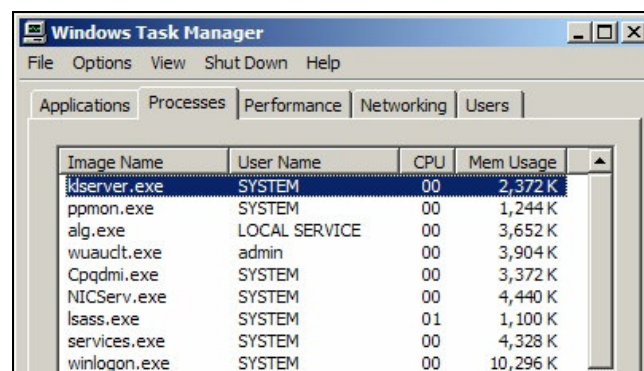 Windows Task Manager
File Options View Shut Down Help
Applications Processes Performance Networking Users
Image Name User Name CPU Mem Usage
klserver.exe SYSTEM 00 2,372 K
ppmon.exe SYSTEM 00 1,244 K
alg.exe LOCAL SERVICE 00 3,652 K
wuauclt.exe admin 00 3,904 K
Cpqdmi.exe SYSTEM 00 3,372 K
NICServ.exe SYSTEM 00 4,440 K
lsass.exe SYSTEM 01 1,100 K
services.exe SYSTEM 00 4,328 K
winlogon.exe SYSTEM 00 10,296 K